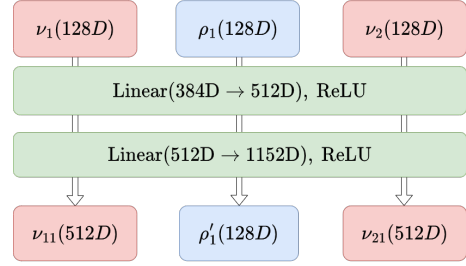 ν₁(128D) ρ₁(128D) ν₂(128D)
Linear(384D → 512D), ReLU
Linear(512D → 1152D), ReLU
ν₁₁(512D) ρ′₁(128D) ν₂₁(512D)